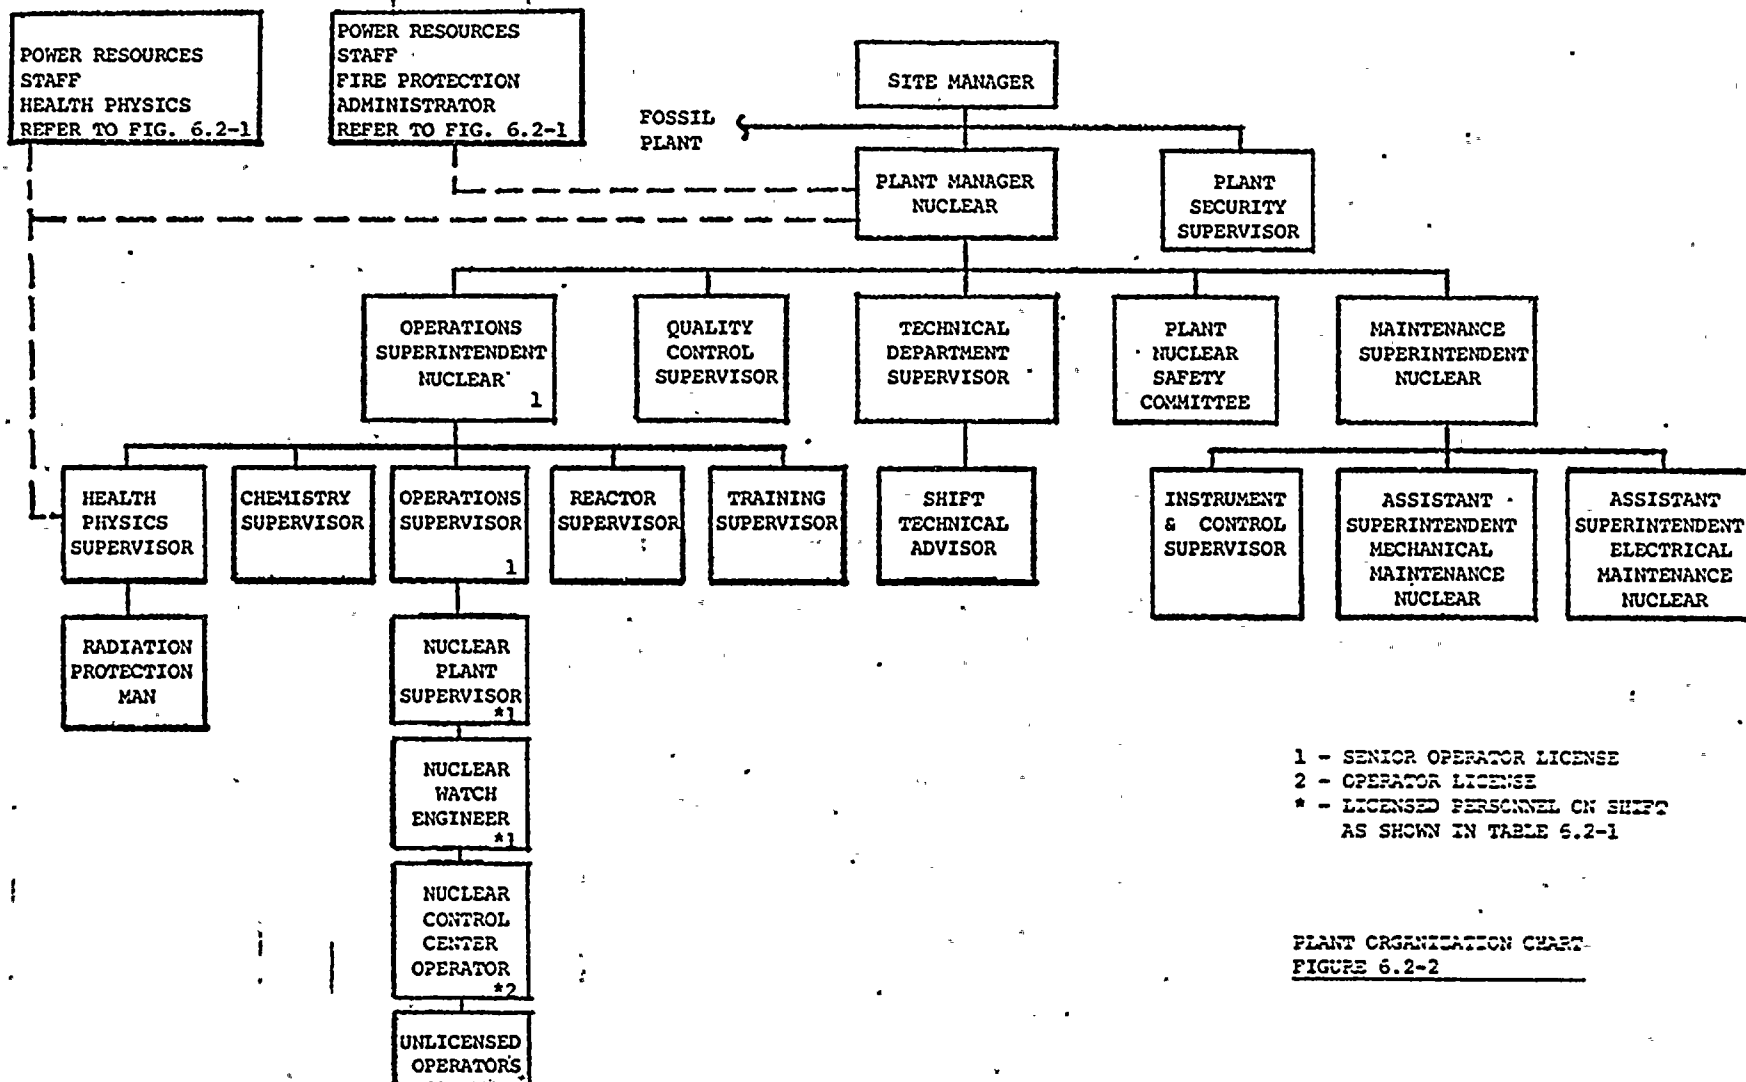 POWER RESOURCES
STAFF
HEALTH PHYSICS
REFER TO FIG. 6.2-1
POWER RESOURCES
STAFF
FIRE PROTECTION
ADMINISTRATOR
REFER TO FIG. 6.2-1
SITE MANAGER
FOSSIL
PLANT
PLANT MANAGER
NUCLEAR
PLANT
SECURITY
SUPERVISOR
OPERATIONS
SUPERINTENDENT
NUCLEAR
1
QUALITY
CONTROL
SUPERVISOR
TECHNICAL
DEPARTMENT
SUPERVISOR
PLANT
NUCLEAR
SAFETY
COMMITTEE
MAINTENANCE
SUPERINTENDENT
NUCLEAR
HEALTH
PHYSICS
SUPERVISOR
CHEMISTRY
SUPERVISOR
OPERATIONS
SUPERVISOR
1
REACTOR
SUPERVISOR
TRAINING
SUPERVISOR
SHIFT
TECHNICAL
ADVISOR
INSTRUMENT
& CONTROL
SUPERVISOR
ASSISTANT
SUPERINTENDENT
MECHANICAL
MAINTENANCE
NUCLEAR
ASSISTANT
SUPERINTENDENT
ELECTRICAL
MAINTENANCE
NUCLEAR
RADIATION
PROTECTION
MAN
NUCLEAR
PLANT
SUPERVISOR
*1
NUCLEAR
WATCH
ENGINEER
*1
NUCLEAR
CONTROL
CENTER
OPERATOR
*2
UNLICENSED
OPERATORS
1 - SENIOR OPERATOR LICENSE
2 - OPERATOR LICENSE
* - LICENSED PERSONNEL ON SHIFT
AS SHOWN IN TABLE 6.2-1
PLANT ORGANIZATION CHART
FIGURE 6.2-2